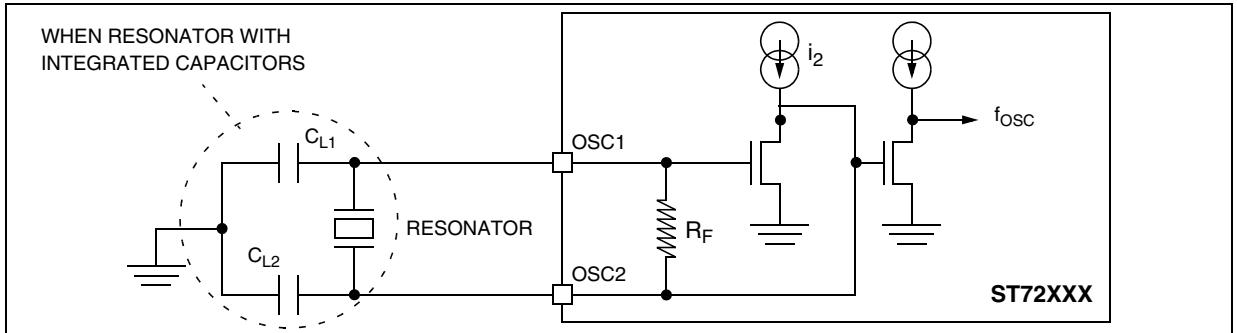 WHEN RESONATOR WITH
INTEGRATED CAPACITORS
i2
fOSC
CL1
OSC1
RESONATOR
RF
CL2
OSC2
ST72XXX